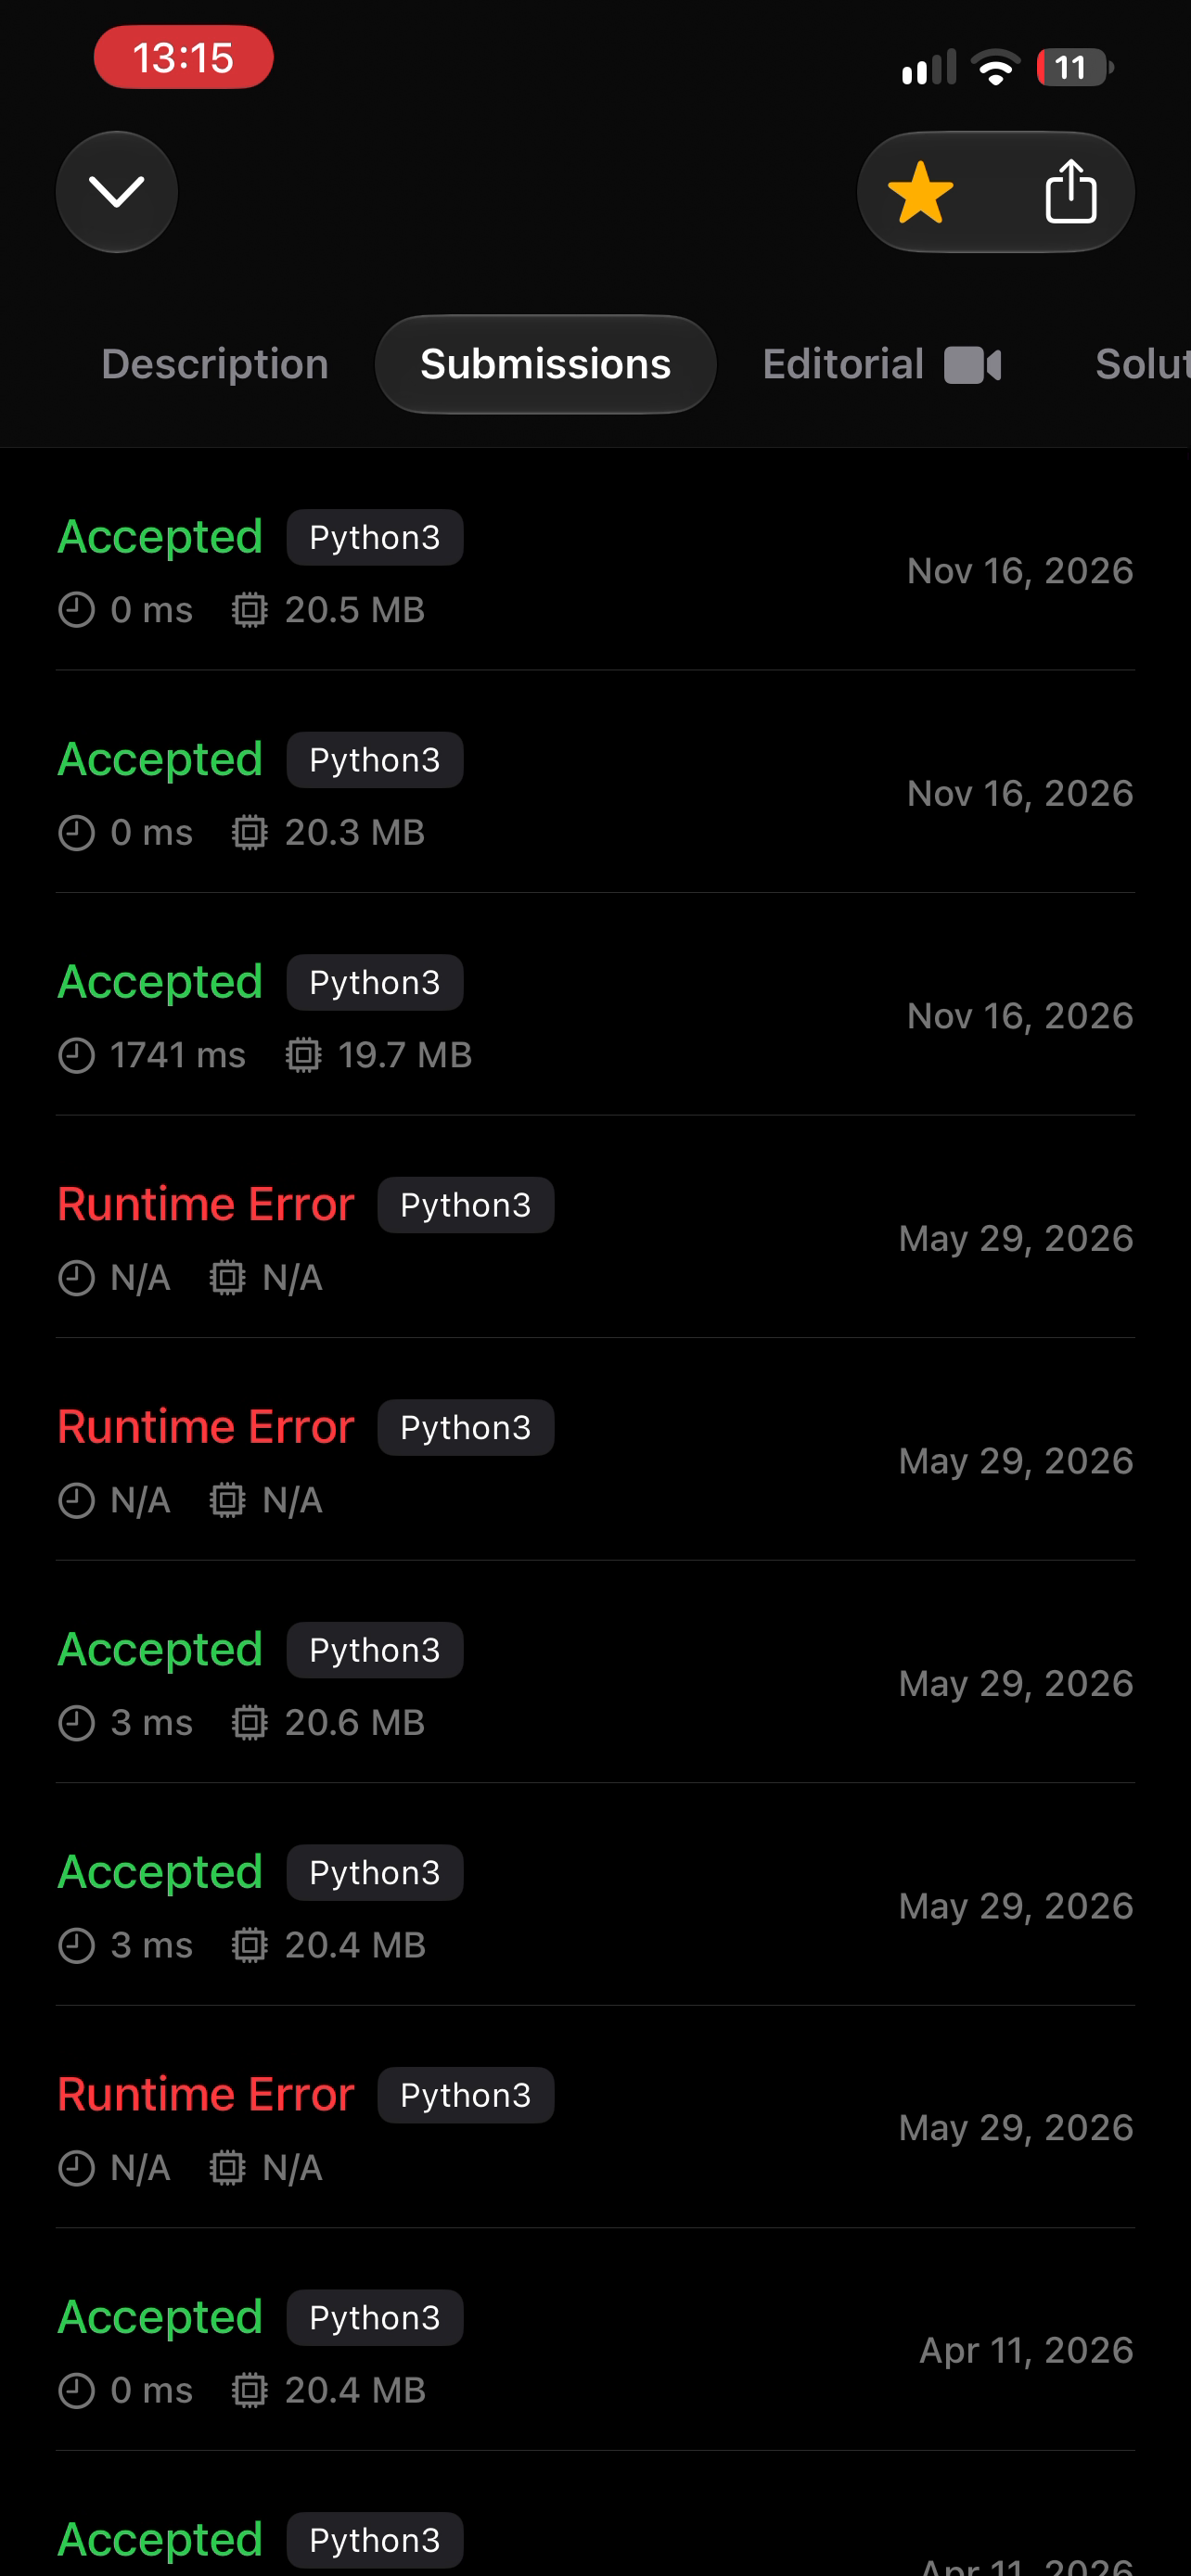 13:15 11
Description Submissions Editorial Solut
Accepted Python3
Nov 16, 2026
0 ms 20.5 MB
Accepted Python3
Nov 16, 2026
0 ms 20.3 MB
Accepted Python3
Nov 16, 2026
1741 ms 19.7 MB
Runtime Error Python3
May 29, 2026
N/A N/A
Runtime Error Python3
May 29, 2026
N/A N/A
Accepted Python3
May 29, 2026
3 ms 20.6 MB
Accepted Python3
May 29, 2026
3 ms 20.4 MB
Runtime Error Python3
May 29, 2026
N/A N/A
Accepted Python3
Apr 11, 2026
0 ms 20.4 MB
Accepted Python3
Apr 11, 2026